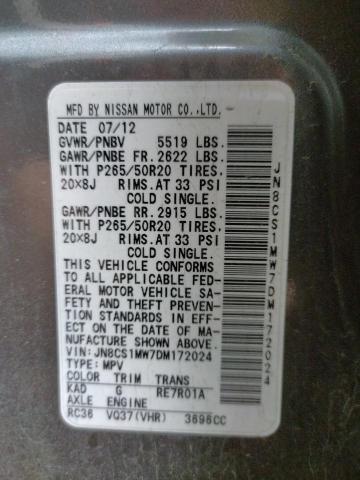 MFD BY NISSAN MOTOR CO.,LTD.
DATE 07/12
GVWR/PNBV 5519 LBS.
GAWR/PNBE FR. 2622 LBS.
WITH P265/50R20 TIRES,
20×8J RIMS.AT 33 PSI
COLD SINGLE.
GAWR/PNBE RR. 2915 LBS.
WITH P265/50R20 TIRES,
20×8J RIMS.AT 33 PSI
COLD SINGLE.
THIS VEHICLE CONFORMS
TO ALL APPLICABLE FED-
ERAL MOTOR VEHICLE SA-
FETY AND THEFT PREVEN-
TION STANDARDS IN EFF-
ECT ON THE DATE OF MA-
NUFACTURE SHOWN ABOVE.
VIN:JN8CS1MW7DM172024
TYPE: MPV
COLOR TRIM TRANS
KAD G RE7R01A
AXLE ENGINE
RC36 VQ37(VHR) 3696CC
JN8CS1MW7DM172024